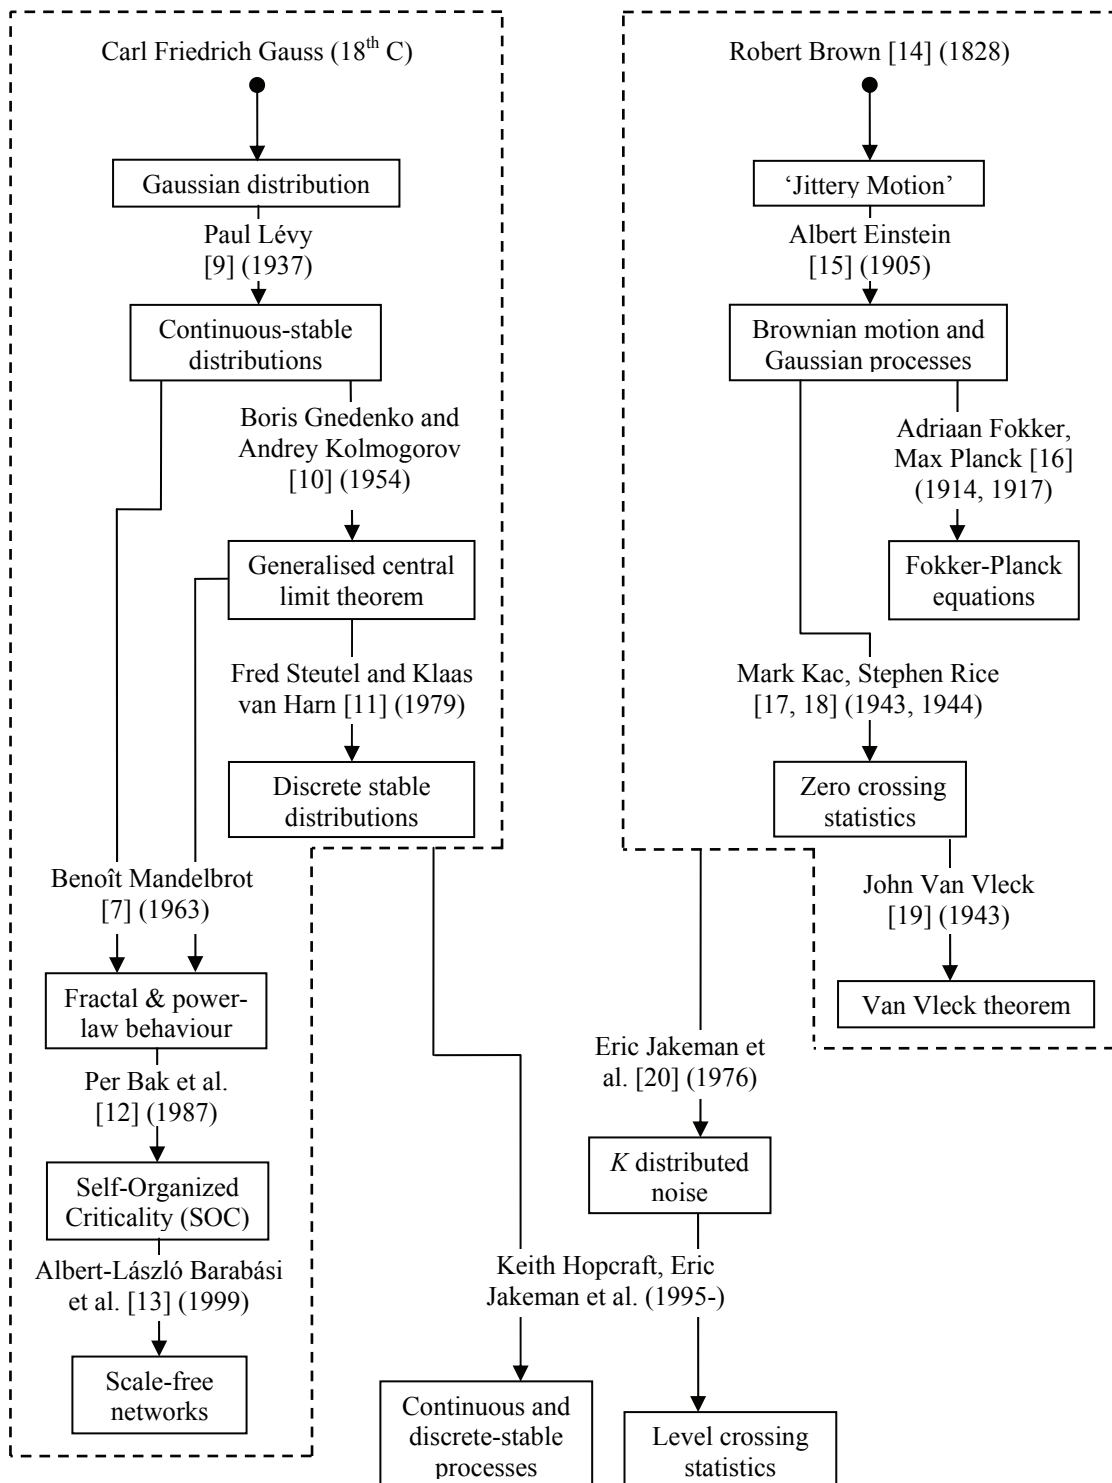 Carl Friedrich Gauss (18th C)
Gaussian distribution
Paul Lévy
[9] (1937)
Continuous-stable
distributions
Boris Gnedenko and
Andrey Kolmogorov
[10] (1954)
Generalised central
limit theorem
Fred Steutel and Klaas
van Harn [11] (1979)
Discrete stable
distributions
Benoît Mandelbrot
[7] (1963)
Fractal & power-
law behaviour
Per Bak et al.
[12] (1987)
Self-Organized
Criticality (SOC)
Albert-László Barabási
et al. [13] (1999)
Scale-free
networks
Robert Brown [14] (1828)
‘Jittery Motion’
Albert Einstein
[15] (1905)
Brownian motion and
Gaussian processes
Adriaan Fokker,
Max Planck [16]
(1914, 1917)
Fokker-Planck
equations
Mark Kac, Stephen Rice
[17, 18] (1943, 1944)
Zero crossing
statistics
John Van Vleck
[19] (1943)
Van Vleck theorem
Eric Jakeman et
al. [20] (1976)
K distributed
noise
Keith Hopcraft, Eric
Jakeman et al. (1995-)
Continuous and
discrete-stable
processes
Level crossing
statistics